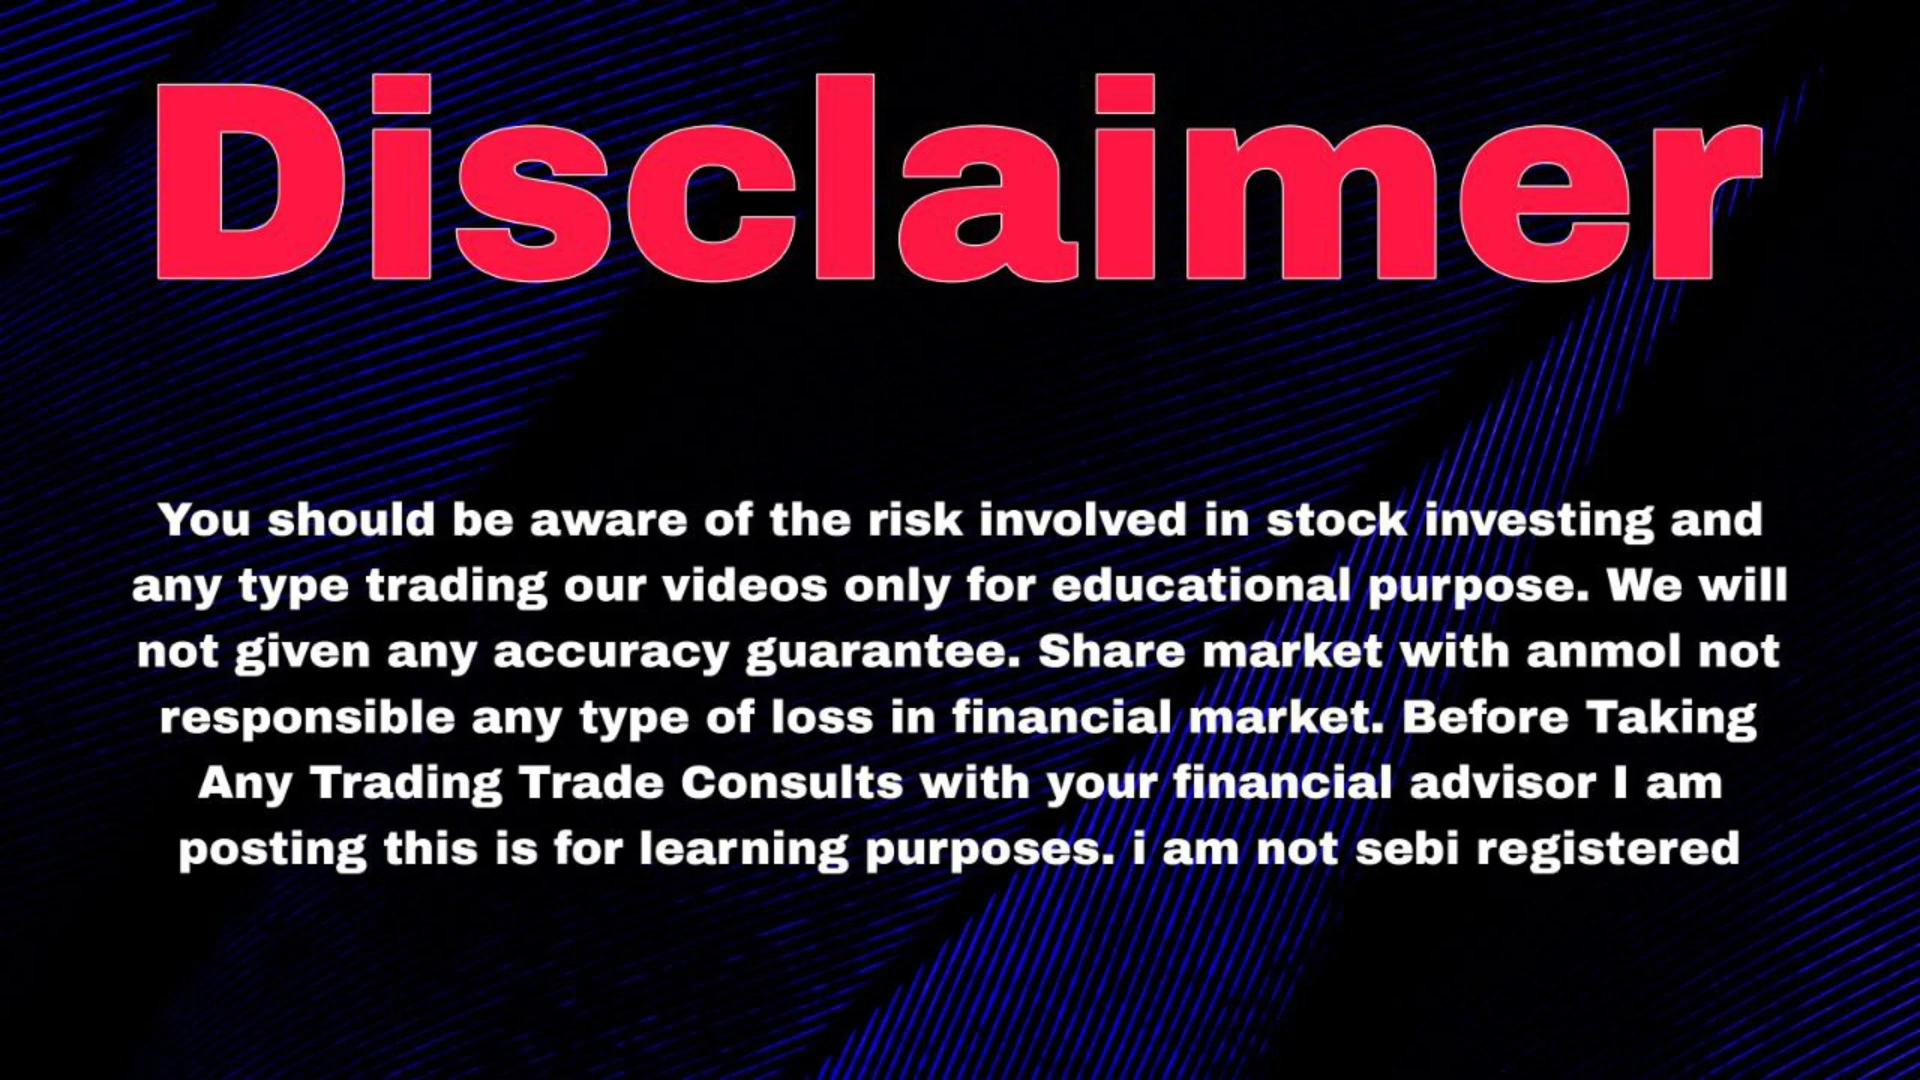 Disclaimer
You should be aware of the risk involved in stock investing and
any type trading our videos only for educational purpose. We will
not given any accuracy guarantee. Share market with anmol not
responsible any type of loss in financial market. Before Taking
Any Trading Trade Consults with your financial advisor I am
posting this is for learning purposes. i am not sebi registered